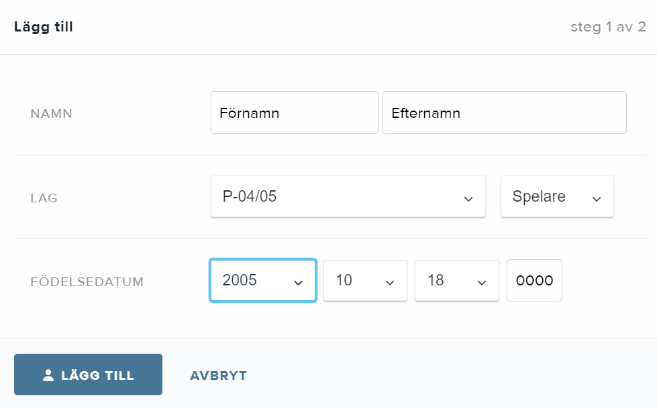 Lägg till steg 1 av 2
NAMN Förnamn Efternamn
LAG P-04/05 Spelare
FÖDELSEDATUM 2005 10 18 0000
LÄGG TILL AVBRYT